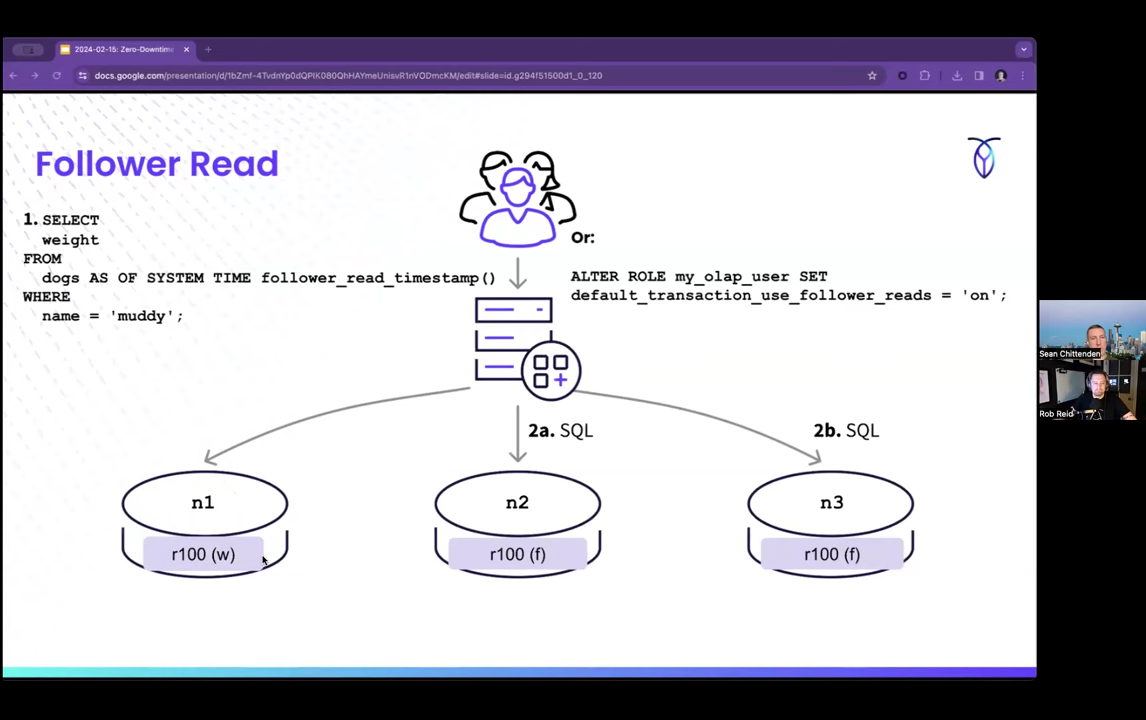 2024-02-15: Zero-Downtim
docs.google.com/presentation/d/1bZmf-4TvdnYp0dQPIK080QhHAYmeUnisvR1nVODmcKM/edit#slide=id.g294f51500d1_0_120
Follower Read
1. SELECT
weight
FROM
dogs AS OF SYSTEM TIME follower_read_timestamp()
WHERE
name = 'muddy';
Or:
ALTER ROLE my_olap_user SET
default_transaction_use_follower_reads = 'on';
2a. SQL
2b. SQL
n1
n2
n3
r100 (w)
r100 (f)
r100 (f)
Sean Chittenden
Rob Reid